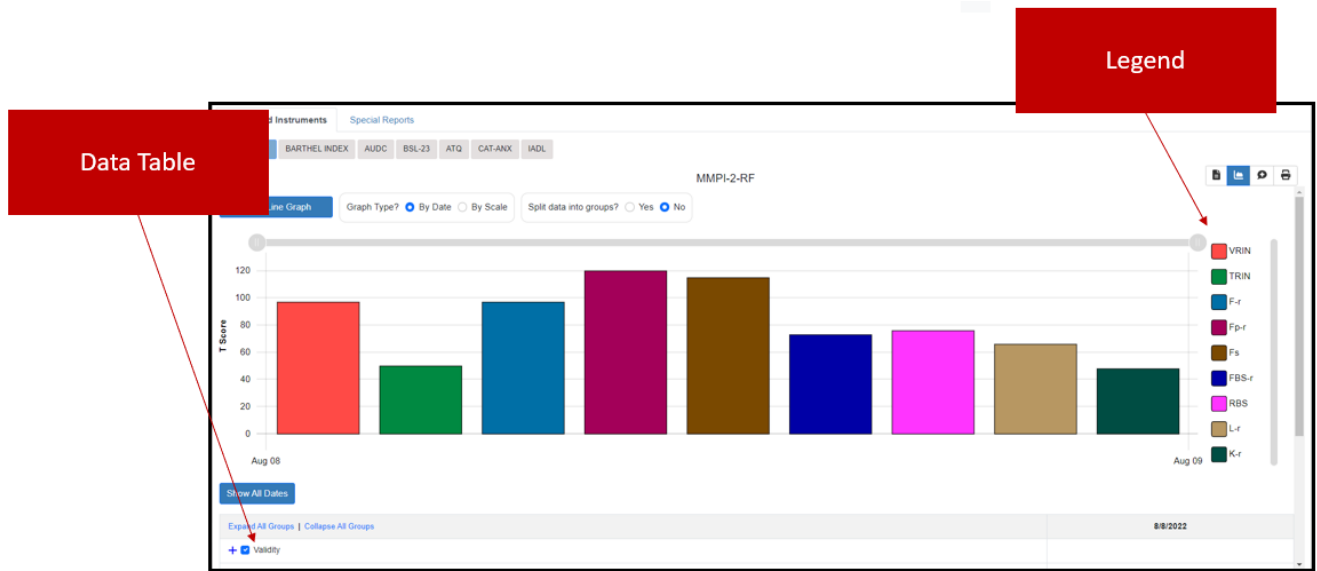 Legend
Data Table
d Instruments
Special Reports
BARTHEL INDEX AUDC BSL-23 ATQ CAT-ANX IADL
MMPI-2-RF
ine Graph
Graph Type? By Date By Scale
Split data into groups? Yes No
120
100
80
60
40
20
0
T Score
Aug 08
Aug 09
VRIN
TRIN
F-r
Fp-r
Fs
FBS-r
RBS
L-r
K-r
Show All Dates
Expand All Groups | Collapse All Groups
8/8/2022
Validity